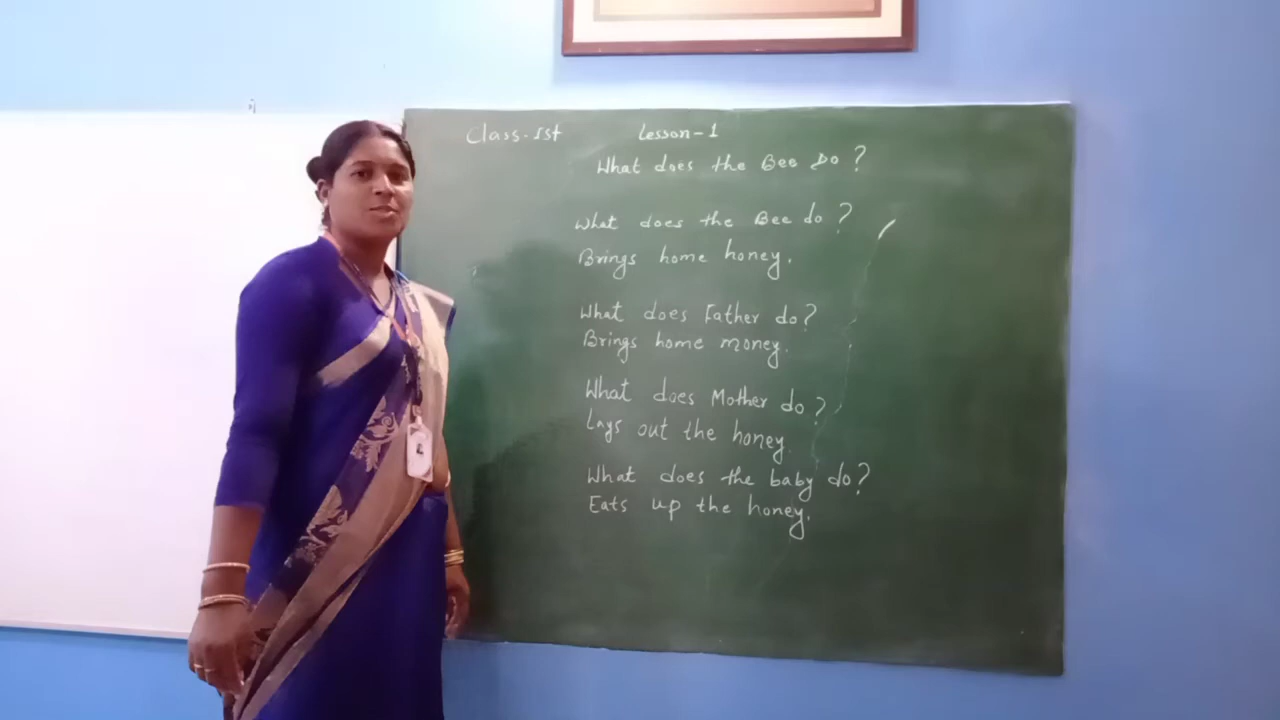 Class-Ist Lesson-1
What does the Bee Do ?
What does the Bee do ?
Brings home honey.
What does Father do?
Brings home money.
What does Mother do ?
Lays out the honey.
What does the baby do?
Eats up the honey.